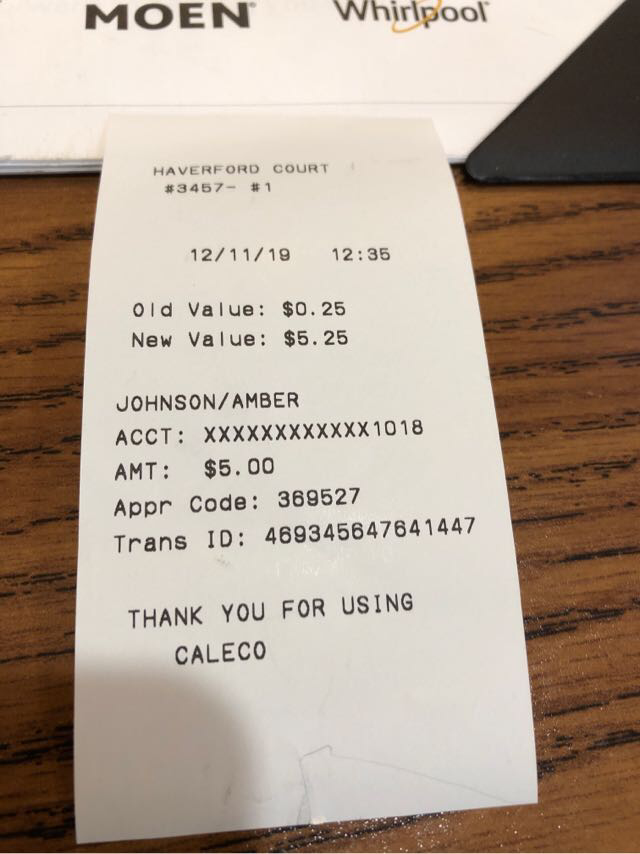 MOEN
Whirlpool
HAVERFORD COURT
#3457- #1
12/11/19 12:35
Old Value: $0.25
New Value: $5.25
JOHNSON/AMBER
ACCT: XXXXXXXXXXXX1018
AMT: $5.00
Appr Code: 369527
Trans ID: 469345647641447
THANK YOU FOR USING
CALECO